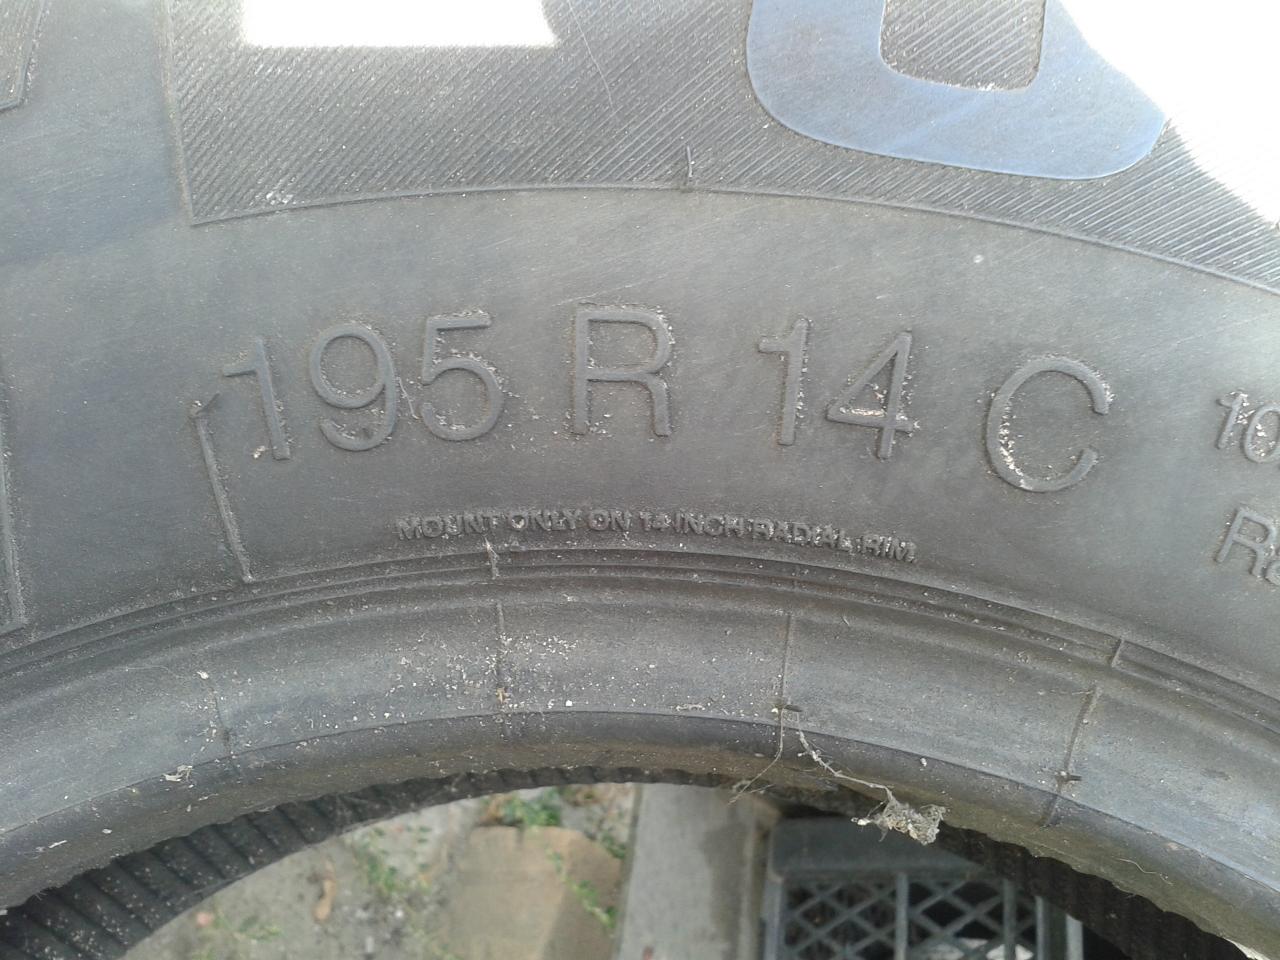 195 R 14 C
MOUNT ONLY ON 14 INCH RADIAL RIM